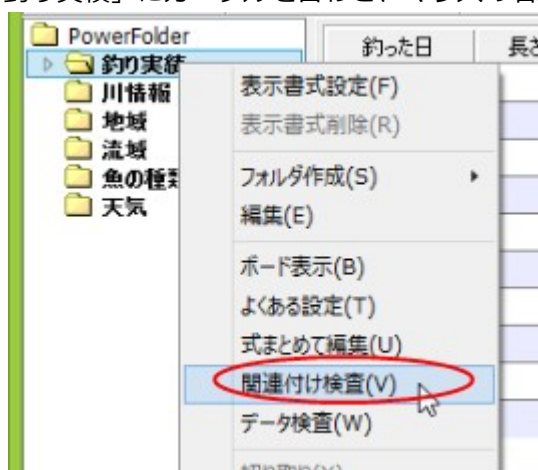 PowerFolder
釣った日
釣り実績
川情報
地域
流域
魚の種類
天気
表示書式設定(F)
表示書式削除(R)
フォルダ作成(S)
編集(E)
ボード表示(B)
よくある設定(T)
式まとめて編集(U)
関連付け検査(V)
データ検査(W)